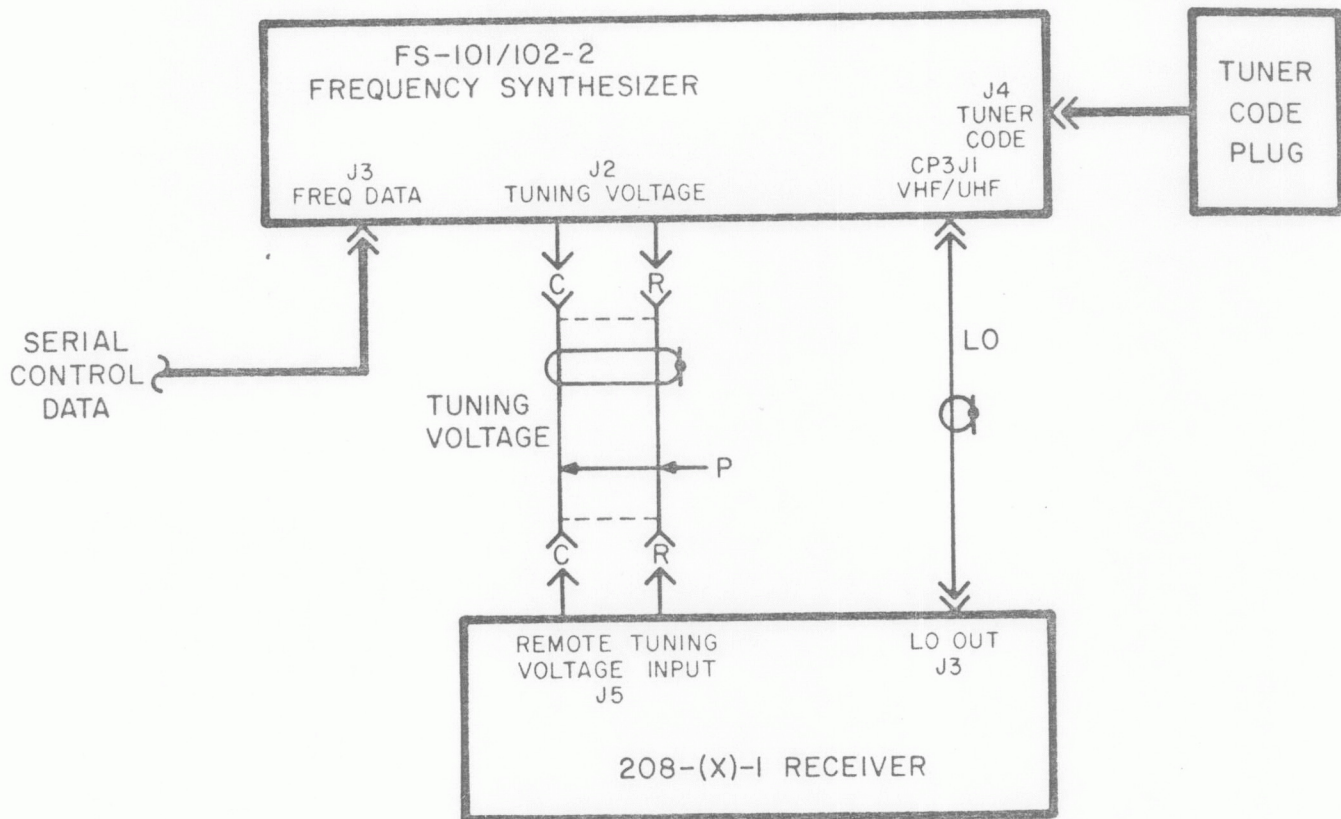 FS-101/102-2
FREQUENCY SYNTHESIZER
J4
TUNER
CODE
J3
FREQ DATA
J2
TUNING VOLTAGE
CP3J1
VHF/UHF
TUNER
CODE
PLUG
C
R
SERIAL
CONTROL
DATA
LO
TUNING
VOLTAGE
P
C
R
REMOTE TUNING
VOLTAGE INPUT
J5
LO OUT
J3
208-(X)-1 RECEIVER